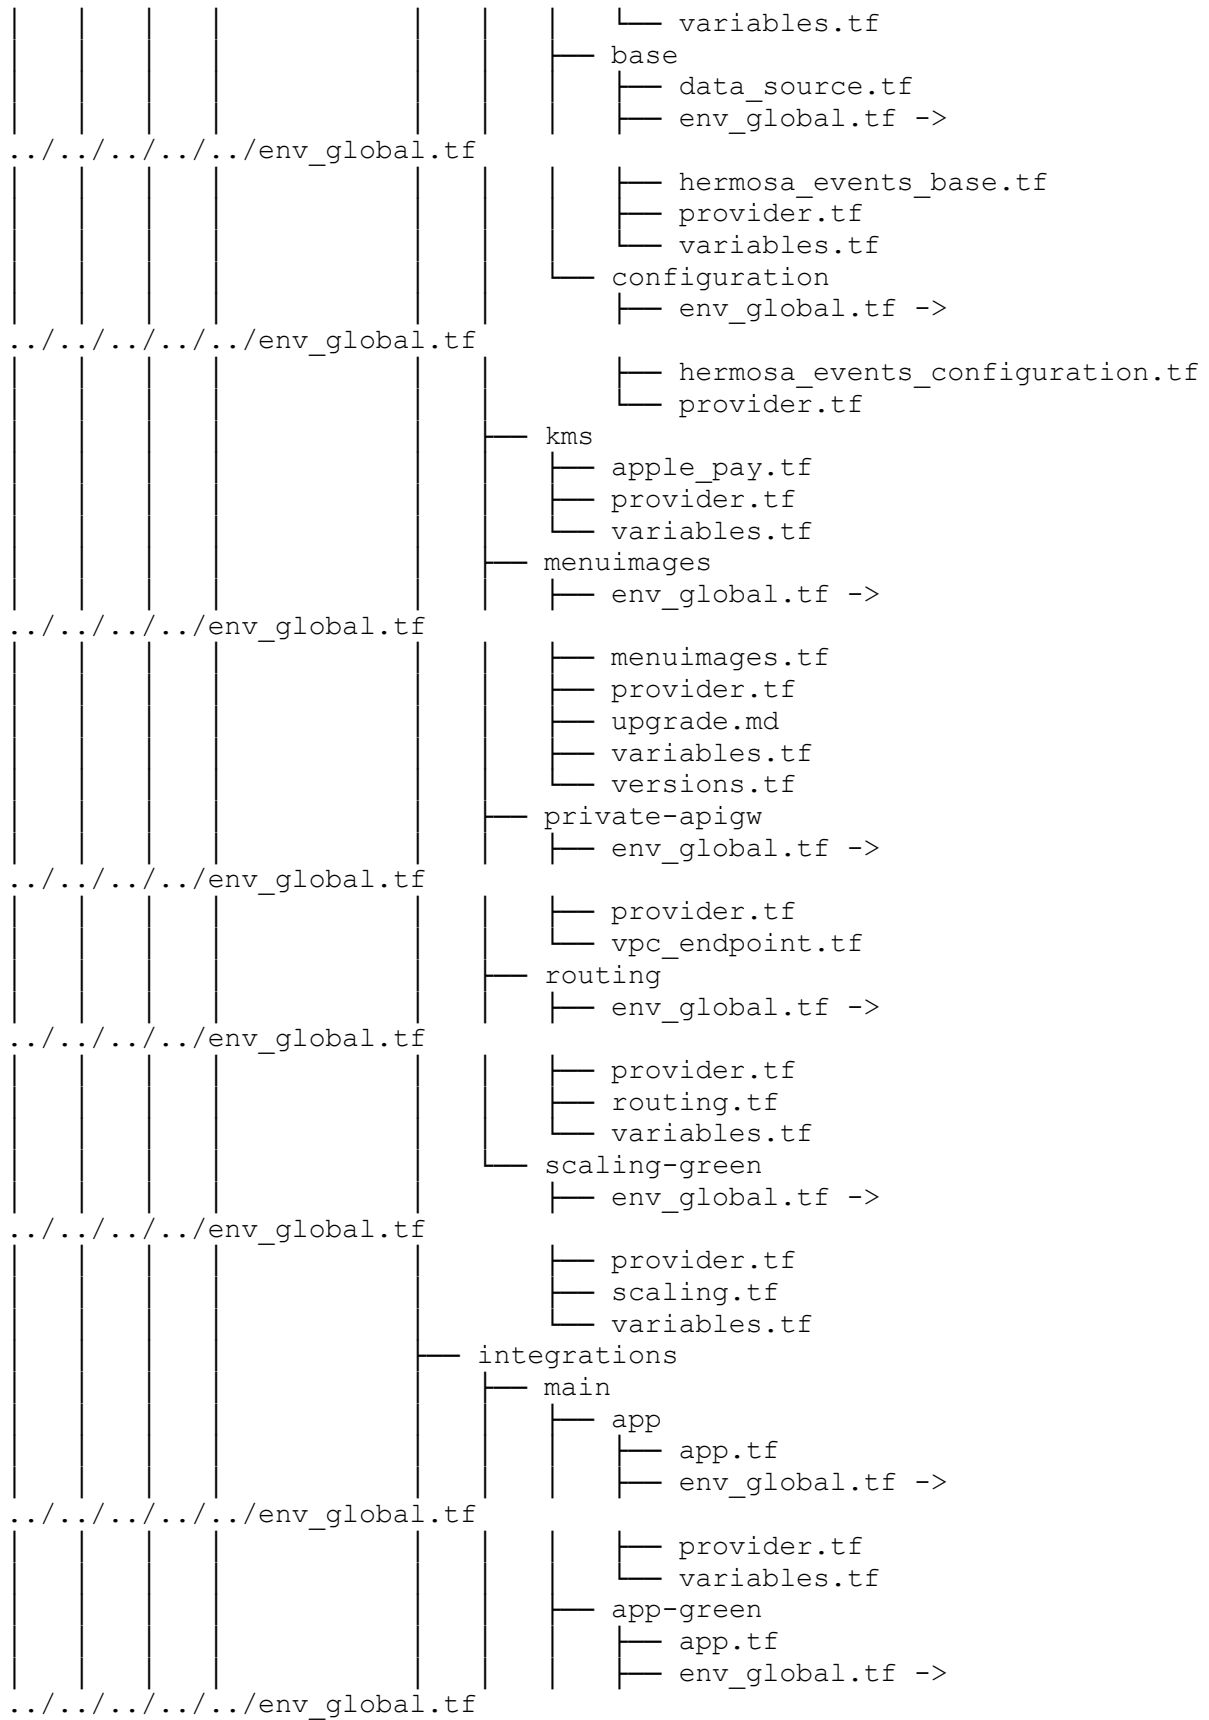 │   │   │   │           │   │   │   └── variables.tf
│   │   │   │           │   │   ├── base
│   │   │   │           │   │   │   ├── data_source.tf
│   │   │   │           │   │   │   ├── env_global.tf ->
../../../../../env_global.tf
│   │   │   │           │   │   │   ├── hermosa_events_base.tf
│   │   │   │           │   │   │   ├── provider.tf
│   │   │   │           │   │   │   └── variables.tf
│   │   │   │           │   │   └── configuration
│   │   │   │           │   │       ├── env_global.tf ->
../../../../../env_global.tf
│   │   │   │           │   │       ├── hermosa_events_configuration.tf
│   │   │   │           │   │       └── provider.tf
│   │   │   │           │   ├── kms
│   │   │   │           │   │   ├── apple_pay.tf
│   │   │   │           │   │   ├── provider.tf
│   │   │   │           │   │   └── variables.tf
│   │   │   │           │   ├── menuimages
│   │   │   │           │   │   ├── env_global.tf ->
../../../../env_global.tf
│   │   │   │           │   │   ├── menuimages.tf
│   │   │   │           │   │   ├── provider.tf
│   │   │   │           │   │   ├── upgrade.md
│   │   │   │           │   │   ├── variables.tf
│   │   │   │           │   │   └── versions.tf
│   │   │   │           │   ├── private-apigw
│   │   │   │           │   │   ├── env_global.tf ->
../../../../env_global.tf
│   │   │   │           │   │   ├── provider.tf
│   │   │   │           │   │   └── vpc_endpoint.tf
│   │   │   │           │   ├── routing
│   │   │   │           │   │   ├── env_global.tf ->
../../../../env_global.tf
│   │   │   │           │   │   ├── provider.tf
│   │   │   │           │   │   ├── routing.tf
│   │   │   │           │   │   └── variables.tf
│   │   │   │           │   └── scaling-green
│   │   │   │           │       ├── env_global.tf ->
../../../../env_global.tf
│   │   │   │           │       ├── provider.tf
│   │   │   │           │       ├── scaling.tf
│   │   │   │           │       └── variables.tf
│   │   │   │           ├── integrations
│   │   │   │           │   ├── main
│   │   │   │           │   │   ├── app
│   │   │   │           │   │   │   ├── app.tf
│   │   │   │           │   │   │   ├── env_global.tf ->
../../../../../env_global.tf
│   │   │   │           │   │   │   ├── provider.tf
│   │   │   │           │   │   │   └── variables.tf
│   │   │   │           │   │   ├── app-green
│   │   │   │           │   │   │   ├── app.tf
│   │   │   │           │   │   │   ├── env_global.tf ->
../../../../../env_global.tf